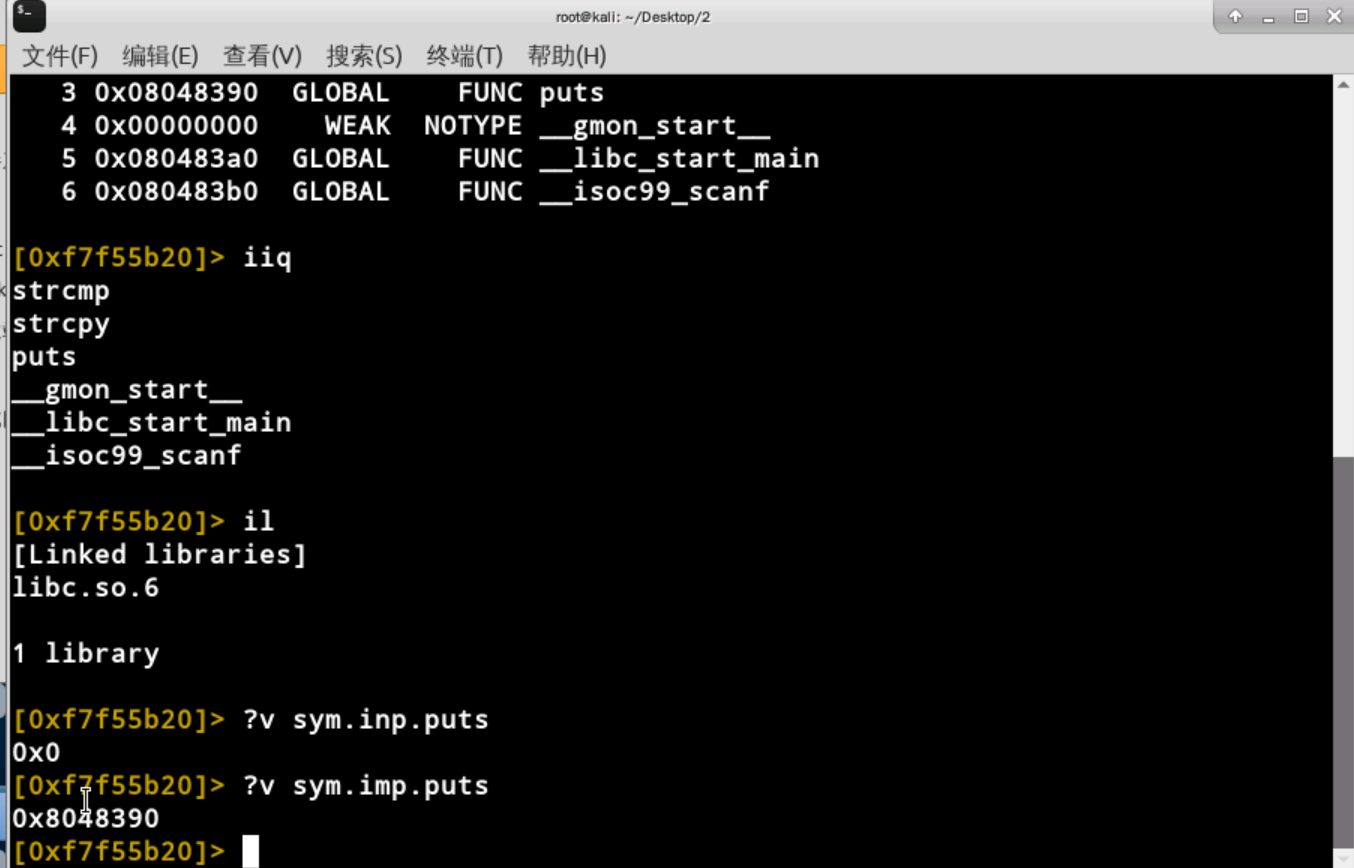 root@kali: ~/Desktop/2
文件(F) 编辑(E) 查看(V) 搜索(S) 终端(T) 帮助(H)
3 0x08048390 GLOBAL FUNC puts
4 0x00000000 WEAK NOTYPE __gmon_start__
5 0x080483a0 GLOBAL FUNC __libc_start_main
6 0x080483b0 GLOBAL FUNC __isoc99_scanf
[0xf7f55b20]> iiq
strcmp
strcpy
puts
__gmon_start__
__libc_start_main
__isoc99_scanf
[0xf7f55b20]> il
[Linked libraries]
libc.so.6
1 library
[0xf7f55b20]> ?v sym.inp.puts
0x0
[0xf7f55b20]> ?v sym.imp.puts
0x8048390
[0xf7f55b20]>